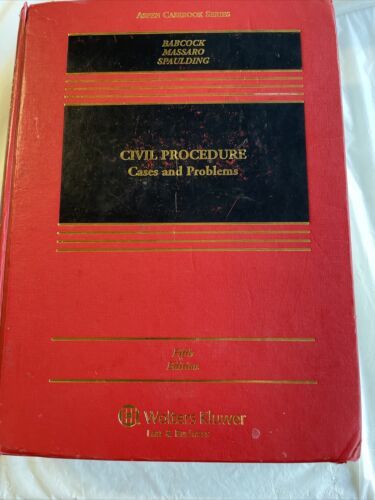 ASPEN CASEBOOK SERIES
BABCOCK
MASSARO
SPAULDING
CIVIL PROCEDURE
Cases and Problems
Fifth
Edition
Wolters Kluwer
Law & Business